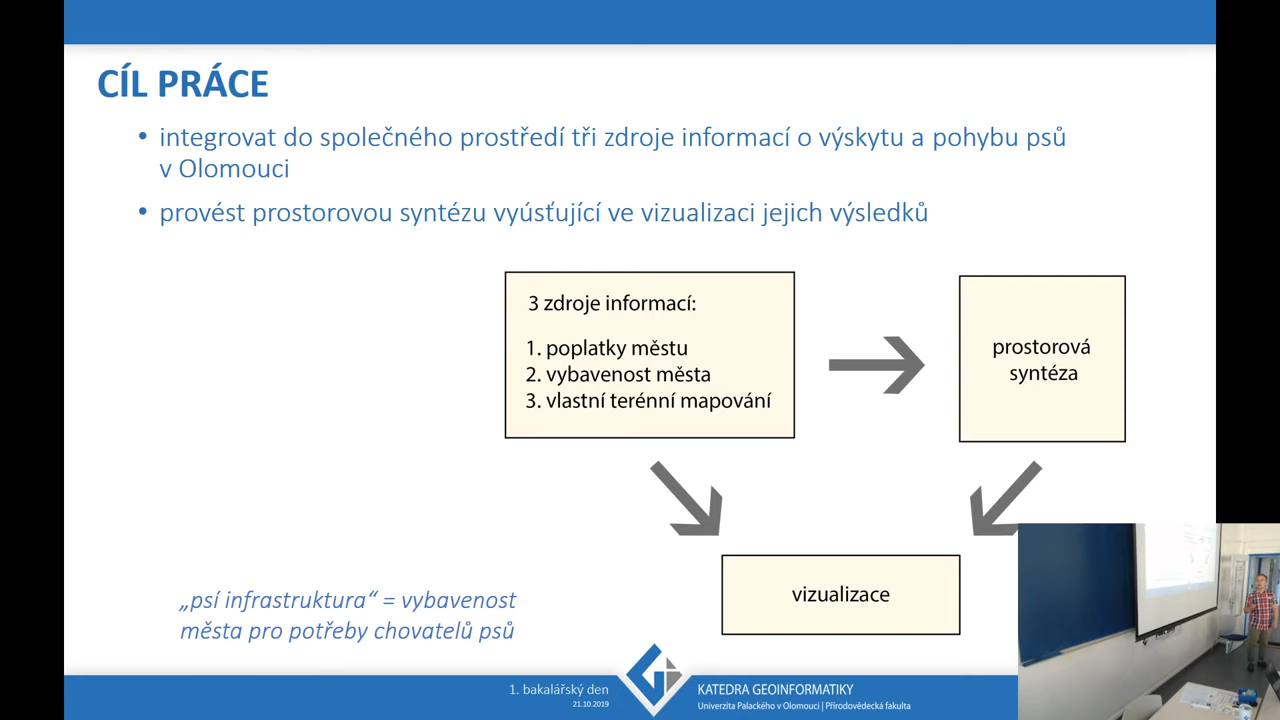 CÍL PRÁCE
• integrovat do společného prostředí tři zdroje informací o výskytu a pohybu psů
v Olomouci
• provést prostorovou syntézu vyúsťující ve vizualizaci jejich výsledků
3 zdroje informací:
1. poplatky městu
2. vybavenost města
3. vlastní terénní mapování
prostorová
syntéza
vizualizace
„psí infrastruktura“ = vybavenost
města pro potřeby chovatelů psů
1. bakalářský den
21.10.2019
KATEDRA GEOINFORMATIKY
Univerzita Palackého v Olomouci | Přírodovědecká fakulta